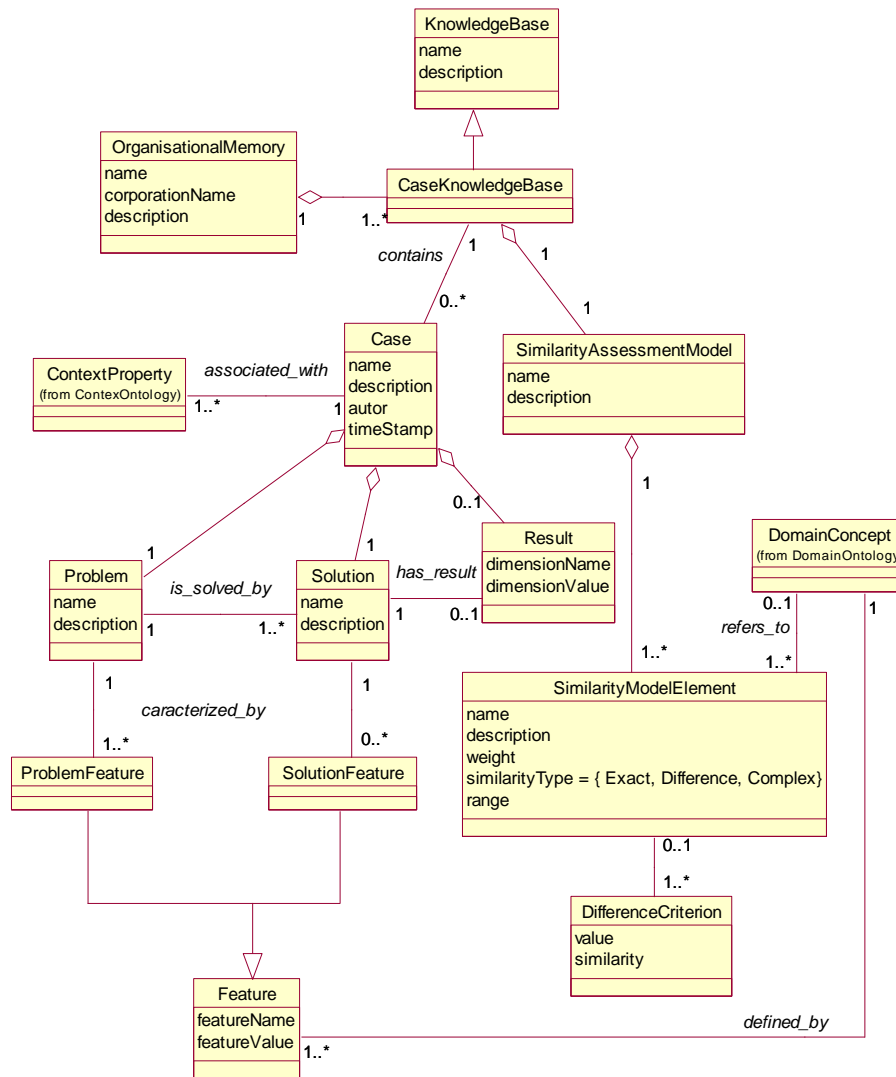 KnowledgeBase
name
description
OrganisationalMemory
name
corporationName
description
1
1..*
CaseKnowledgeBase
contains
1
0..*
1
1
Case
name
description
autor
timeStamp
SimilarityAssessmentModel
name
description
ContextProperty
(from ContexOntology)
associated_with
1..*
1
0..1
1
Result
dimensionName
dimensionValue
DomainConcept
(from DomainOntology)
1
1
Problem
name
description
is_solved_by
1
1..*
Solution
name
description
has_result
1
0..1
0..1
1
refers_to
1..*
1..*
SimilarityModelElement
name
description
weight
similarityType = { Exact, Difference, Complex}
range
1
1
caracterized_by
1..*
0..*
ProblemFeature
SolutionFeature
0..1
1..*
DifferenceCriterion
value
similarity
Feature
featureName
featureValue
1..*
defined_by